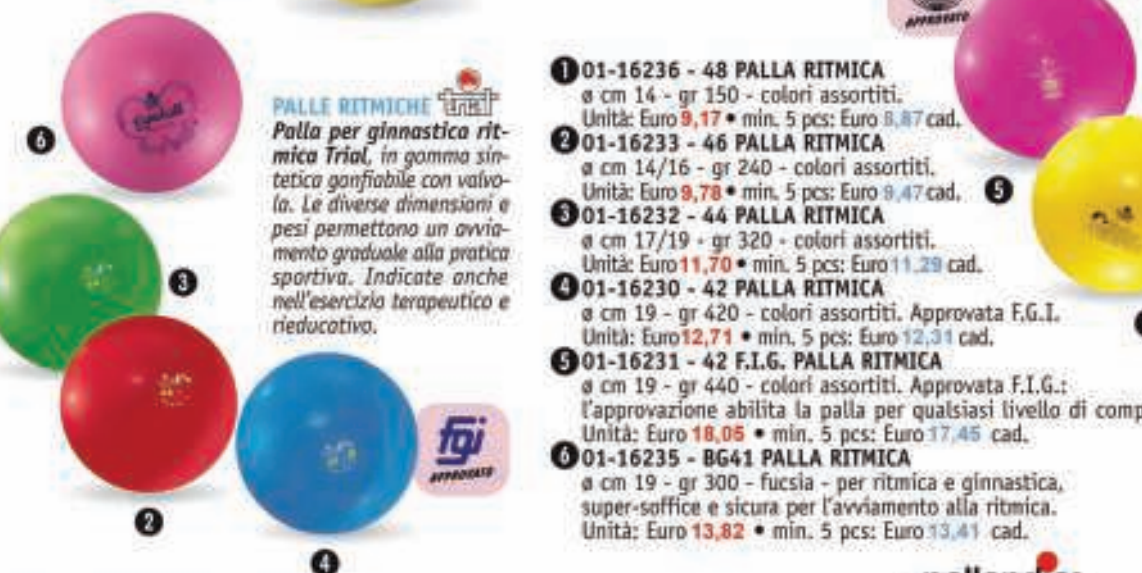 APPROVATO
PALLE RITMICHE
Palla per ginnastica rit-
mica Trial, in gomma sin-
tetica gonfiabile con valvo-
la. Le diverse dimensioni e
pesi permettono un avvia-
mento graduale alla pratica
sportiva. Indicate anche
nell'esercizio terapeutico e
rieducativo.
6
3
2
4
fgi
APPROVATO
1 01-16236 - 48 PALLA RITMICA
ø cm 14 - gr 150 - colori assortiti.
Unità: Euro 9,17 • min. 5 pcs: Euro 8,87 cad.
2 01-16233 - 46 PALLA RITMICA
ø cm 14/16 - gr 240 - colori assortiti.
Unità: Euro 9,78 • min. 5 pcs: Euro 9,47 cad.
3 01-16232 - 44 PALLA RITMICA
ø cm 17/19 - gr 320 - colori assortiti.
Unità: Euro 11,70 • min. 5 pcs: Euro 11,29 cad.
4 01-16230 - 42 PALLA RITMICA
ø cm 19 - gr 420 - colori assortiti. Approvata F.G.I.
Unità: Euro 12,71 • min. 5 pcs: Euro 12,31 cad.
5 01-16231 - 42 F.I.G. PALLA RITMICA
ø cm 19 - gr 440 - colori assortiti. Approvata F.I.G.:
l'approvazione abilita la palla per qualsiasi livello di comp
Unità: Euro 18,05 • min. 5 pcs: Euro 17,45 cad.
6 01-16235 - BG41 PALLA RITMICA
ø cm 19 - gr 300 - fucsia - per ritmica e ginnastica,
super-soffice e sicura per l'avviamento alla ritmica.
Unità: Euro 13,82 • min. 5 pcs: Euro 13,41 cad.
5